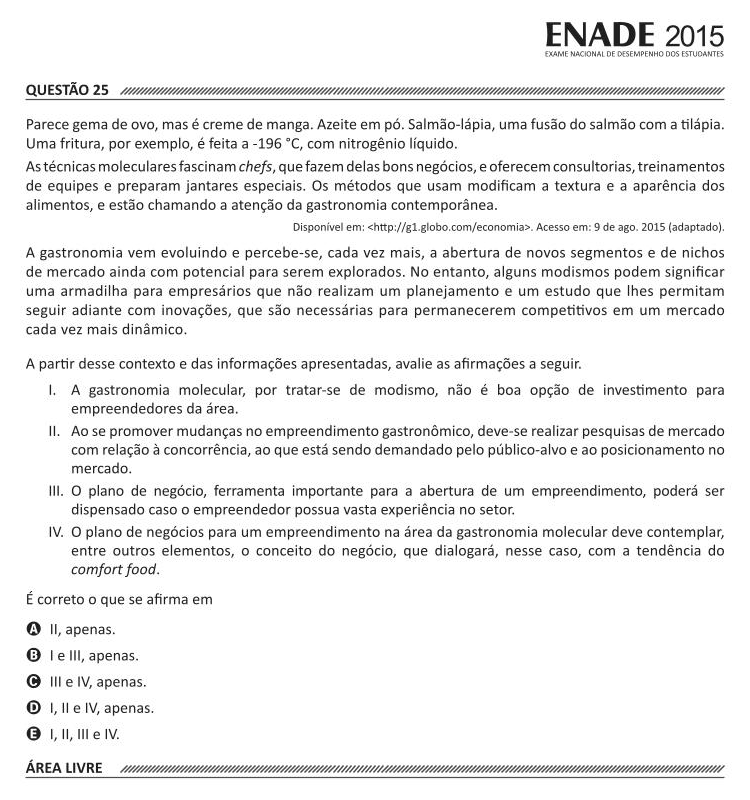 ENADE 2015
EXAME NACIONAL DE DESEMPENHO DOS ESTUDANTES
QUESTÃO 25
Parece gema de ovo, mas é creme de manga. Azeite em pó. Salmão-lápia, uma fusão do salmão com a tilápia.
Uma fritura, por exemplo, é feita a -196 °C, com nitrogênio líquido.
As técnicas moleculares fascinam chefs, que fazem delas bons negócios, e oferecem consultorias, treinamentos
de equipes e preparam jantares especiais. Os métodos que usam modificam a textura e a aparência dos
alimentos, e estão chamando a atenção da gastronomia contemporânea.
Disponível em: <http://g1.globo.com/economia>. Acesso em: 9 de ago. 2015 (adaptado).
A gastronomia vem evoluindo e percebe-se, cada vez mais, a abertura de novos segmentos e de nichos
de mercado ainda com potencial para serem explorados. No entanto, alguns modismos podem significar
uma armadilha para empresários que não realizam um planejamento e um estudo que lhes permitam
seguir adiante com inovações, que são necessárias para permanecerem competitivos em um mercado
cada vez mais dinâmico.
A partir desse contexto e das informações apresentadas, avalie as afirmações a seguir.
I. A gastronomia molecular, por tratar-se de modismo, não é boa opção de investimento para
empreendedores da área.
II. Ao se promover mudanças no empreendimento gastronômico, deve-se realizar pesquisas de mercado
com relação à concorrência, ao que está sendo demandado pelo público-alvo e ao posicionamento no
mercado.
III. O plano de negócio, ferramenta importante para a abertura de um empreendimento, poderá ser
dispensado caso o empreendedor possua vasta experiência no setor.
IV. O plano de negócios para um empreendimento na área da gastronomia molecular deve contemplar,
entre outros elementos, o conceito do negócio, que dialogará, nesse caso, com a tendência do
comfort food.
É correto o que se afirma em
A II, apenas.
B I e III, apenas.
C III e IV, apenas.
D I, II e IV, apenas.
E I, II, III e IV.
ÁREA LIVRE